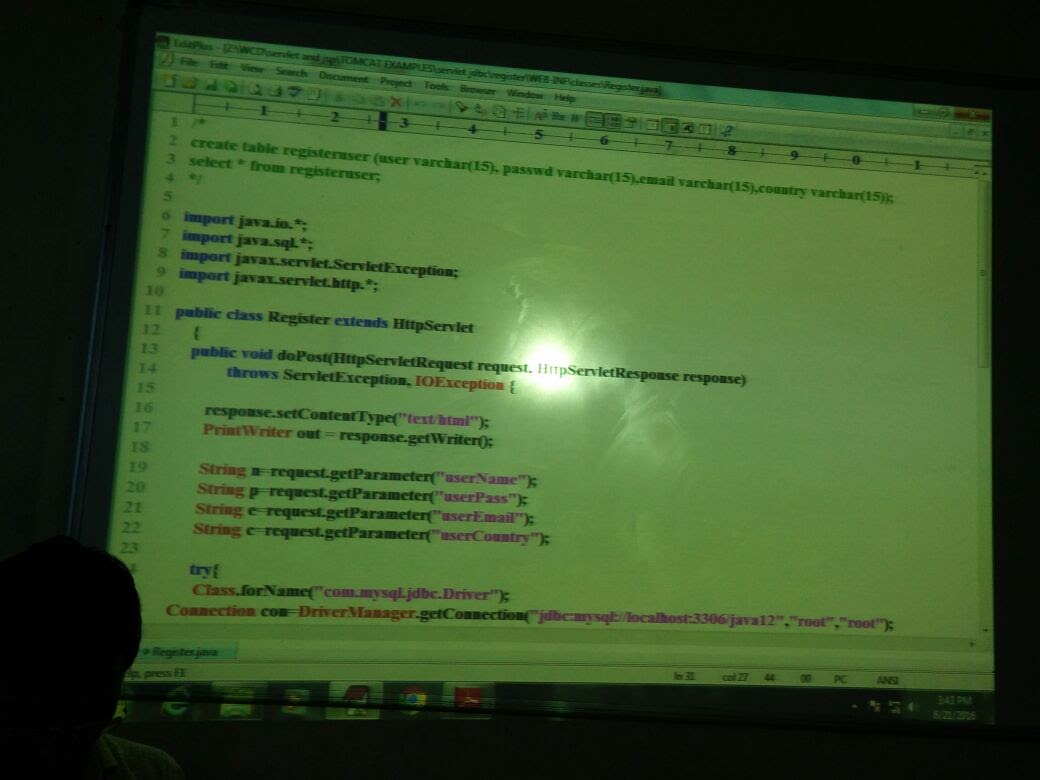 EditPlus - [Z:\WCD\servlet and jsp\TOMCAT EXAMPLES\servlet jdbc\register\WEB-INF\classes\Register.java]
File Edit View Search Document Project Tools Browser Window Help
1 2 3 4 5 6 7 8 9 0 1
1 /*
2 create table registeruser (user varchar(15), passwd varchar(15),email varchar(15),country varchar(15));
3 select * from registeruser;
4 */
5
6 import java.io.*;
7 import java.sql.*;
8 import javax.servlet.ServletException;
9 import javax.servlet.http.*;
10
11 public class Register extends HttpServlet
12 {
13 public void doPost(HttpServletRequest request, HttpServletResponse response)
14 throws ServletException, IOException {
15
16 response.setContentType("text/html");
17 PrintWriter out = response.getWriter();
18
19 String n=request.getParameter("userName");
20 String p=request.getParameter("userPass");
21 String e=request.getParameter("userEmail");
22 String c=request.getParameter("userCountry");
23
4 try{
Class.forName("com.mysql.jdbc.Driver");
Connection con=DriverManager.getConnection("jdbc:mysql://localhost:3306/java12","root","root");
Register.java
lp, press F1 ln 31 col 27 44 00 PC ANSI
3:43 PM
6/21/2016